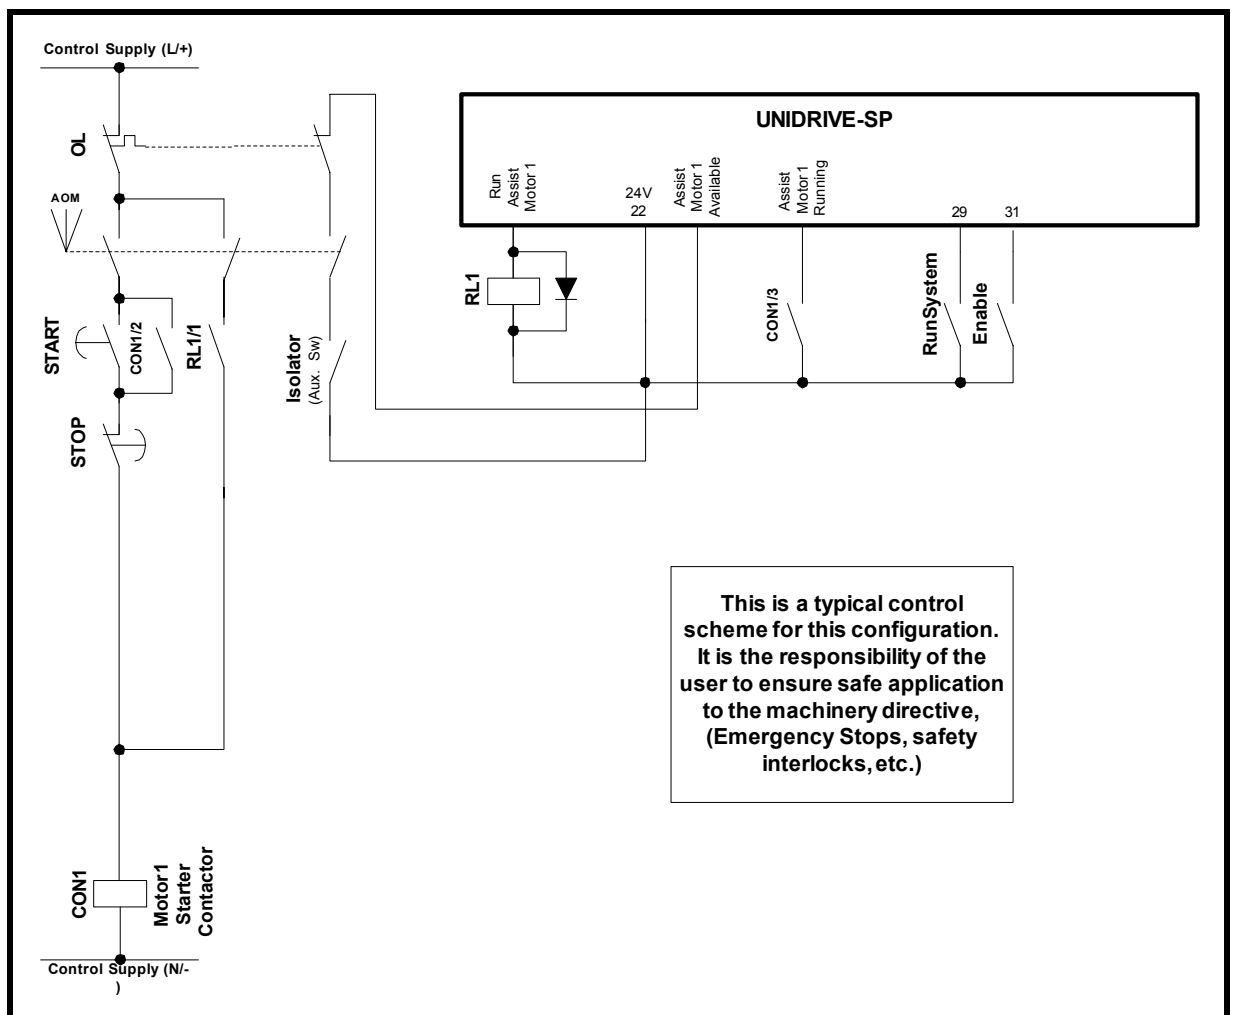 Control Supply (L/+)
OL
AOM
START
CON1/2
RL1/1
STOP
Isolator
(Aux. Sw)
UNIDRIVE-SP
Run
Assist
Motor 1
24V
22
Assist
Motor 1
Available
Assist
Motor 1
Running
29
31
RL1
CON1/3
RunSystem
Enable
This is a typical control
scheme for this configuration.
It is the responsibility of the
user to ensure safe application
to the machinery directive,
(Emergency Stops, safety
interlocks, etc.)
CON1
Motor1
Starter
Contactor
Control Supply (N/-
)